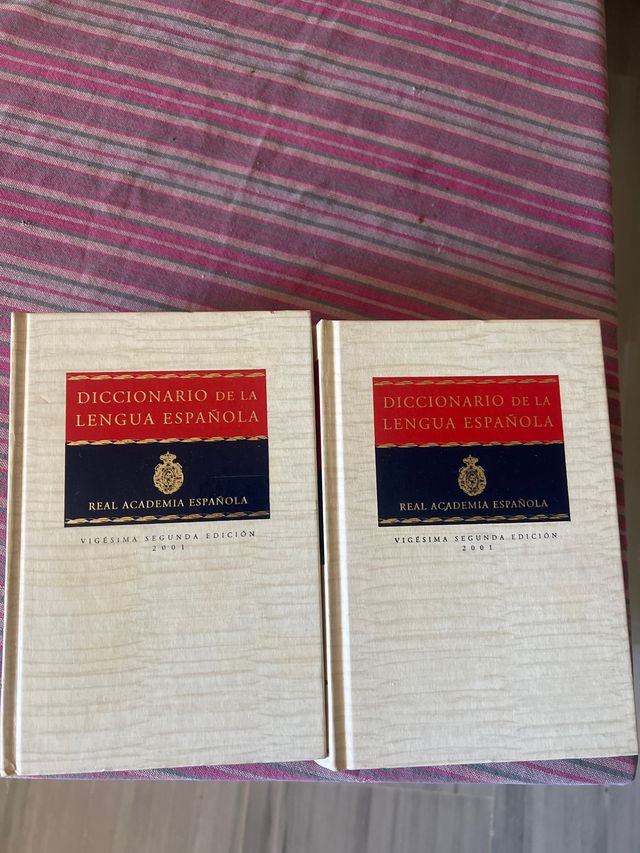 DICCIONARIO DE LA
LENGUA ESPAÑOLA
REAL ACADEMIA ESPAÑOLA
VIGÉSIMA SEGUNDA EDICIÓN
2001
DICCIONARIO DE LA
LENGUA ESPAÑOLA
REAL ACADEMIA ESPAÑOLA
VIGÉSIMA SEGUNDA EDICIÓN
2001